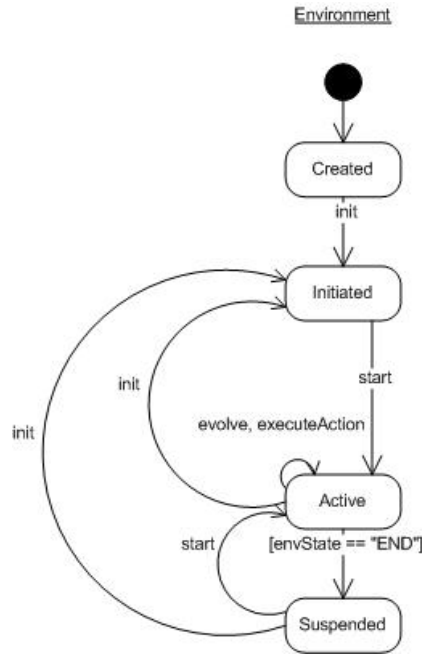 Environment
Created
init
Initiated
start
init
init
evolve, executeAction
Active
start
[envState == "END"]
Suspended